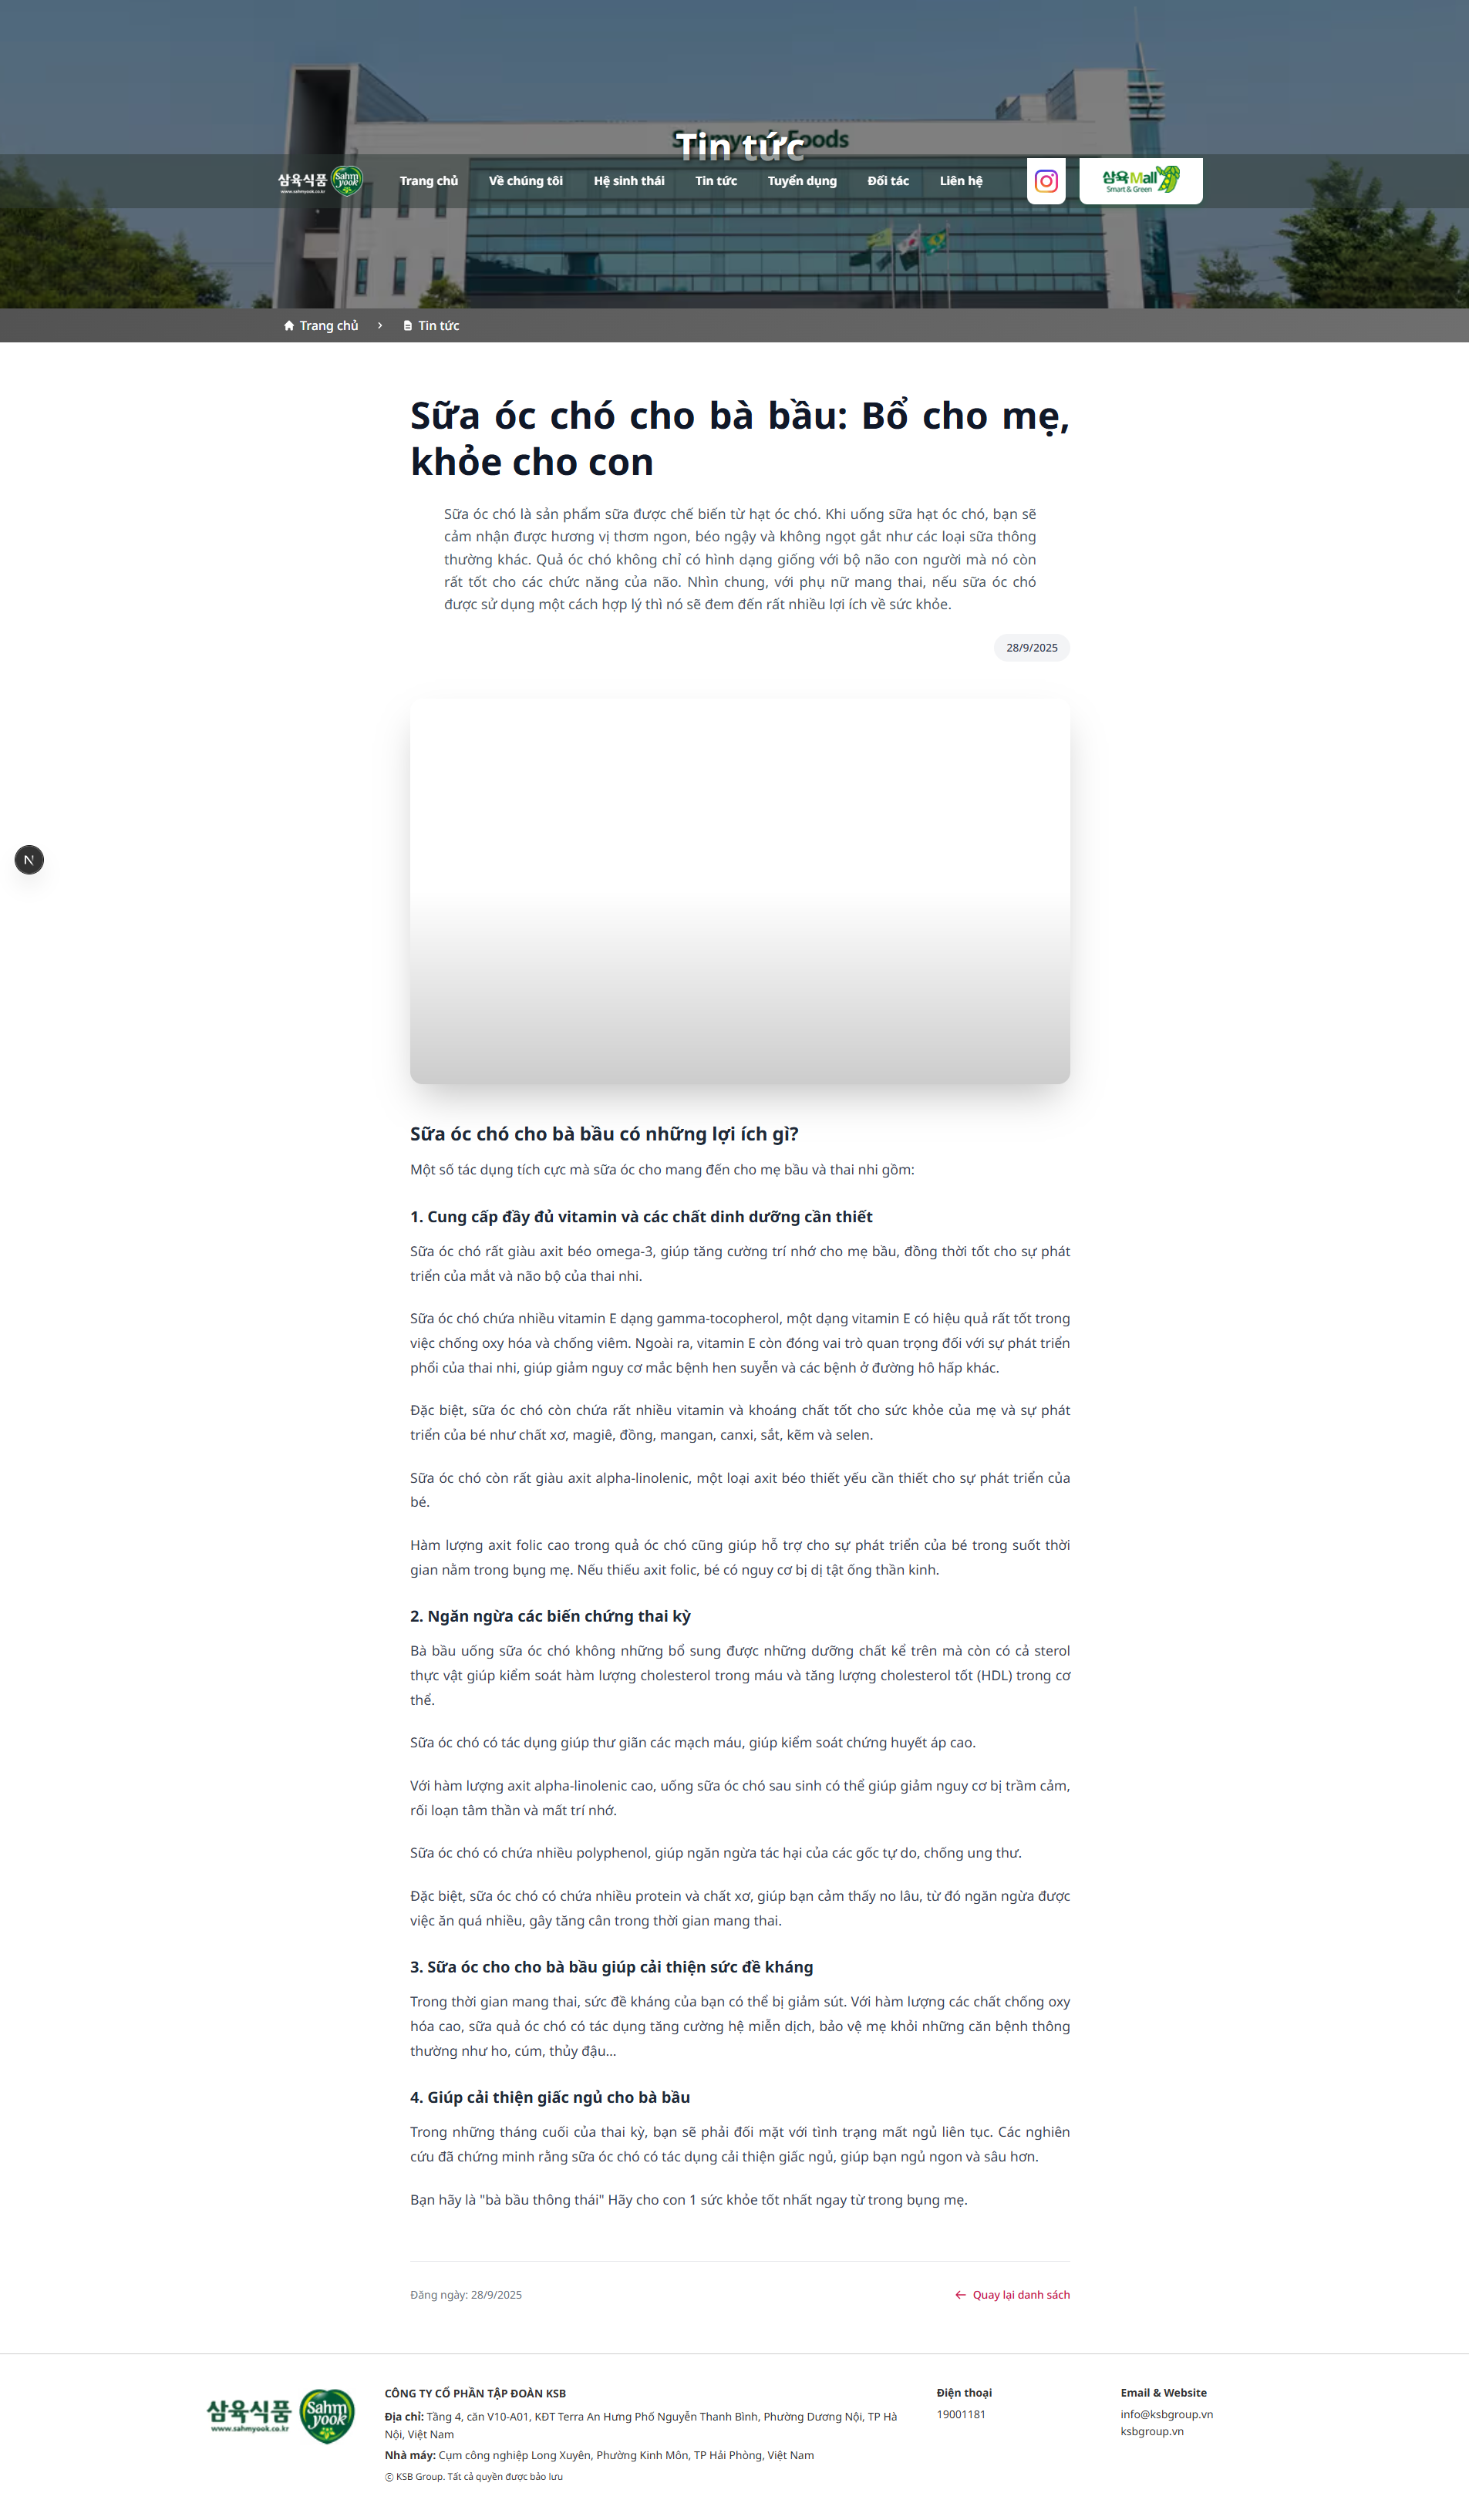 Sahmyook Foods
Tin tức
삼육식품 Sahm yook
www.sahmyook.co.kr
Trang chủ Về chúng tôi Hệ sinh thái Tin tức Tuyển dụng Đối tác Liên hệ
삼육Mall
Smart & Green
Trang chủ > Tin tức
Sữa óc chó cho bà bầu: Bổ cho mẹ,
khỏe cho con
Sữa óc chó là sản phẩm sữa được chế biến từ hạt óc chó. Khi uống sữa hạt óc chó, bạn sẽ
cảm nhận được hương vị thơm ngon, béo ngậy và không ngọt gắt như các loại sữa thông
thường khác. Quả óc chó không chỉ có hình dạng giống với bộ não con người mà nó còn
rất tốt cho các chức năng của não. Nhìn chung, với phụ nữ mang thai, nếu sữa óc chó
được sử dụng một cách hợp lý thì nó sẽ đem đến rất nhiều lợi ích về sức khỏe.
28/9/2025
N
Sữa óc chó cho bà bầu có những lợi ích gì?
Một số tác dụng tích cực mà sữa óc cho mang đến cho mẹ bầu và thai nhi gồm:
1. Cung cấp đầy đủ vitamin và các chất dinh dưỡng cần thiết
Sữa óc chó rất giàu axit béo omega-3, giúp tăng cường trí nhớ cho mẹ bầu, đồng thời tốt cho sự phát
triển của mắt và não bộ của thai nhi.
Sữa óc chó chứa nhiều vitamin E dạng gamma-tocopherol, một dạng vitamin E có hiệu quả rất tốt trong
việc chống oxy hóa và chống viêm. Ngoài ra, vitamin E còn đóng vai trò quan trọng đối với sự phát triển
phổi của thai nhi, giúp giảm nguy cơ mắc bệnh hen suyễn và các bệnh ở đường hô hấp khác.
Đặc biệt, sữa óc chó còn chứa rất nhiều vitamin và khoáng chất tốt cho sức khỏe của mẹ và sự phát
triển của bé như chất xơ, magiê, đồng, mangan, canxi, sắt, kẽm và selen.
Sữa óc chó còn rất giàu axit alpha-linolenic, một loại axit béo thiết yếu cần thiết cho sự phát triển của
bé.
Hàm lượng axit folic cao trong quả óc chó cũng giúp hỗ trợ cho sự phát triển của bé trong suốt thời
gian nằm trong bụng mẹ. Nếu thiếu axit folic, bé có nguy cơ bị dị tật ống thần kinh.
2. Ngăn ngừa các biến chứng thai kỳ
Bà bầu uống sữa óc chó không những bổ sung được những dưỡng chất kể trên mà còn có cả sterol
thực vật giúp kiểm soát hàm lượng cholesterol trong máu và tăng lượng cholesterol tốt (HDL) trong cơ
thể.
Sữa óc chó có tác dụng giúp thư giãn các mạch máu, giúp kiểm soát chứng huyết áp cao.
Với hàm lượng axit alpha-linolenic cao, uống sữa óc chó sau sinh có thể giúp giảm nguy cơ bị trầm cảm,
rối loạn tâm thần và mất trí nhớ.
Sữa óc chó có chứa nhiều polyphenol, giúp ngăn ngừa tác hại của các gốc tự do, chống ung thư.
Đặc biệt, sữa óc chó có chứa nhiều protein và chất xơ, giúp bạn cảm thấy no lâu, từ đó ngăn ngừa được
việc ăn quá nhiều, gây tăng cân trong thời gian mang thai.
3. Sữa óc cho cho bà bầu giúp cải thiện sức đề kháng
Trong thời gian mang thai, sức đề kháng của bạn có thể bị giảm sút. Với hàm lượng các chất chống oxy
hóa cao, sữa quả óc chó có tác dụng tăng cường hệ miễn dịch, bảo vệ mẹ khỏi những căn bệnh thông
thường như ho, cúm, thủy đậu...
4. Giúp cải thiện giấc ngủ cho bà bầu
Trong những tháng cuối của thai kỳ, bạn sẽ phải đối mặt với tình trạng mất ngủ liên tục. Các nghiên
cứu đã chứng minh rằng sữa óc chó có tác dụng cải thiện giấc ngủ, giúp bạn ngủ ngon và sâu hơn.
Bạn hãy là "bà bầu thông thái" Hãy cho con 1 sức khỏe tốt nhất ngay từ trong bụng mẹ.
Đăng ngày: 28/9/2025
← Quay lại danh sách
삼육식품 Sahm yook
www.sahmyook.co.kr
CÔNG TY CỔ PHẦN TẬP ĐOÀN KSB
Địa chỉ: Tầng 4, căn V10-A01, KĐT Terra An Hưng Phố Nguyễn Thanh Bình, Phường Dương Nội, TP Hà
Nội, Việt Nam
Nhà máy: Cụm công nghiệp Long Xuyên, Phường Kinh Môn, TP Hải Phòng, Việt Nam
© KSB Group. Tất cả quyền được bảo lưu
Điện thoại
19001181
Email & Website
info@ksbgroup.vn
ksbgroup.vn